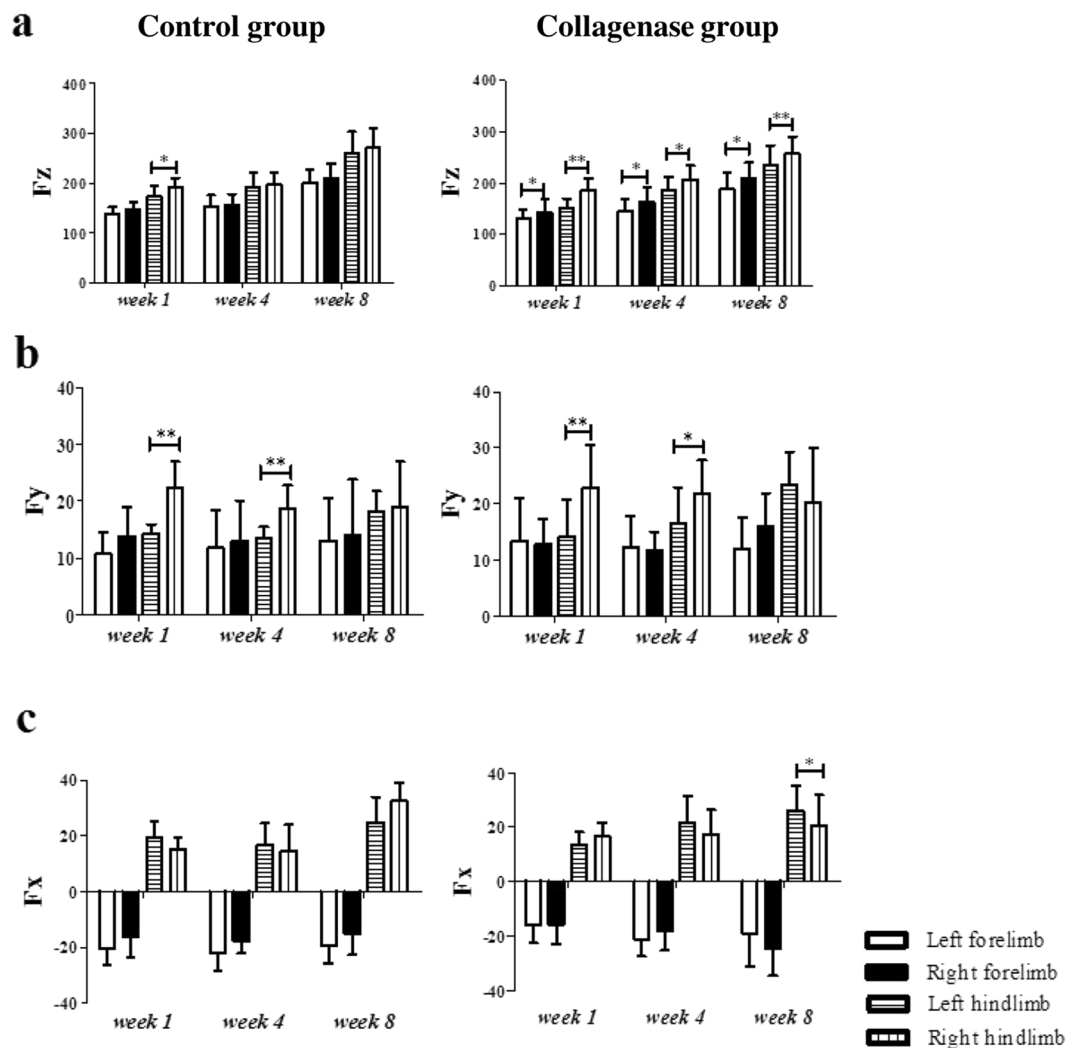 a
Control group
Collagenase group
Fz
400
300
200
100
0
*
week 1
week 4
week 8
Fz
400
300
200
100
0
*
**
*
*
*
**
week 1
week 4
week 8
b
Fy
40
30
20
10
0
**
**
week 1
week 4
week 8
Fy
40
30
20
10
0
**
*
week 1
week 4
week 8
c
Fx
40
20
0
-20
-40
week 1
week 4
week 8
Fx
40
20
0
-20
-40
*
week 1
week 4
week 8
Left forelimb
Right forelimb
Left hindlimb
Right hindlimb